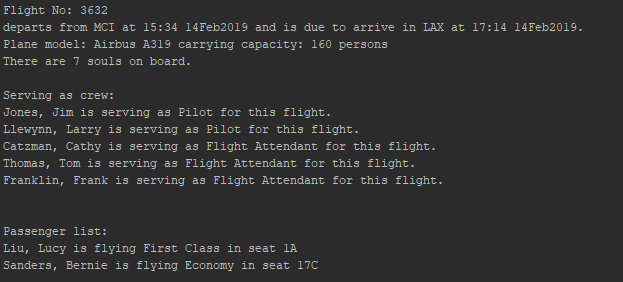 Flight No: 3632
departs from MCI at 15:34 14Feb2019 and is due to arrive in LAX at 17:14 14Feb2019.
Plane model: Airbus A319 carrying capacity: 160 persons
There are 7 souls on board.
Serving as crew:
Jones, Jim is serving as Pilot for this flight.
Llewynn, Larry is serving as Pilot for this flight.
Catzman, Cathy is serving as Flight Attendant for this flight.
Thomas, Tom is serving as Flight Attendant for this flight.
Franklin, Frank is serving as Flight Attendant for this flight.
Passenger list:
Liu, Lucy is flying First Class in seat 1A
Sanders, Bernie is flying Economy in seat 17C